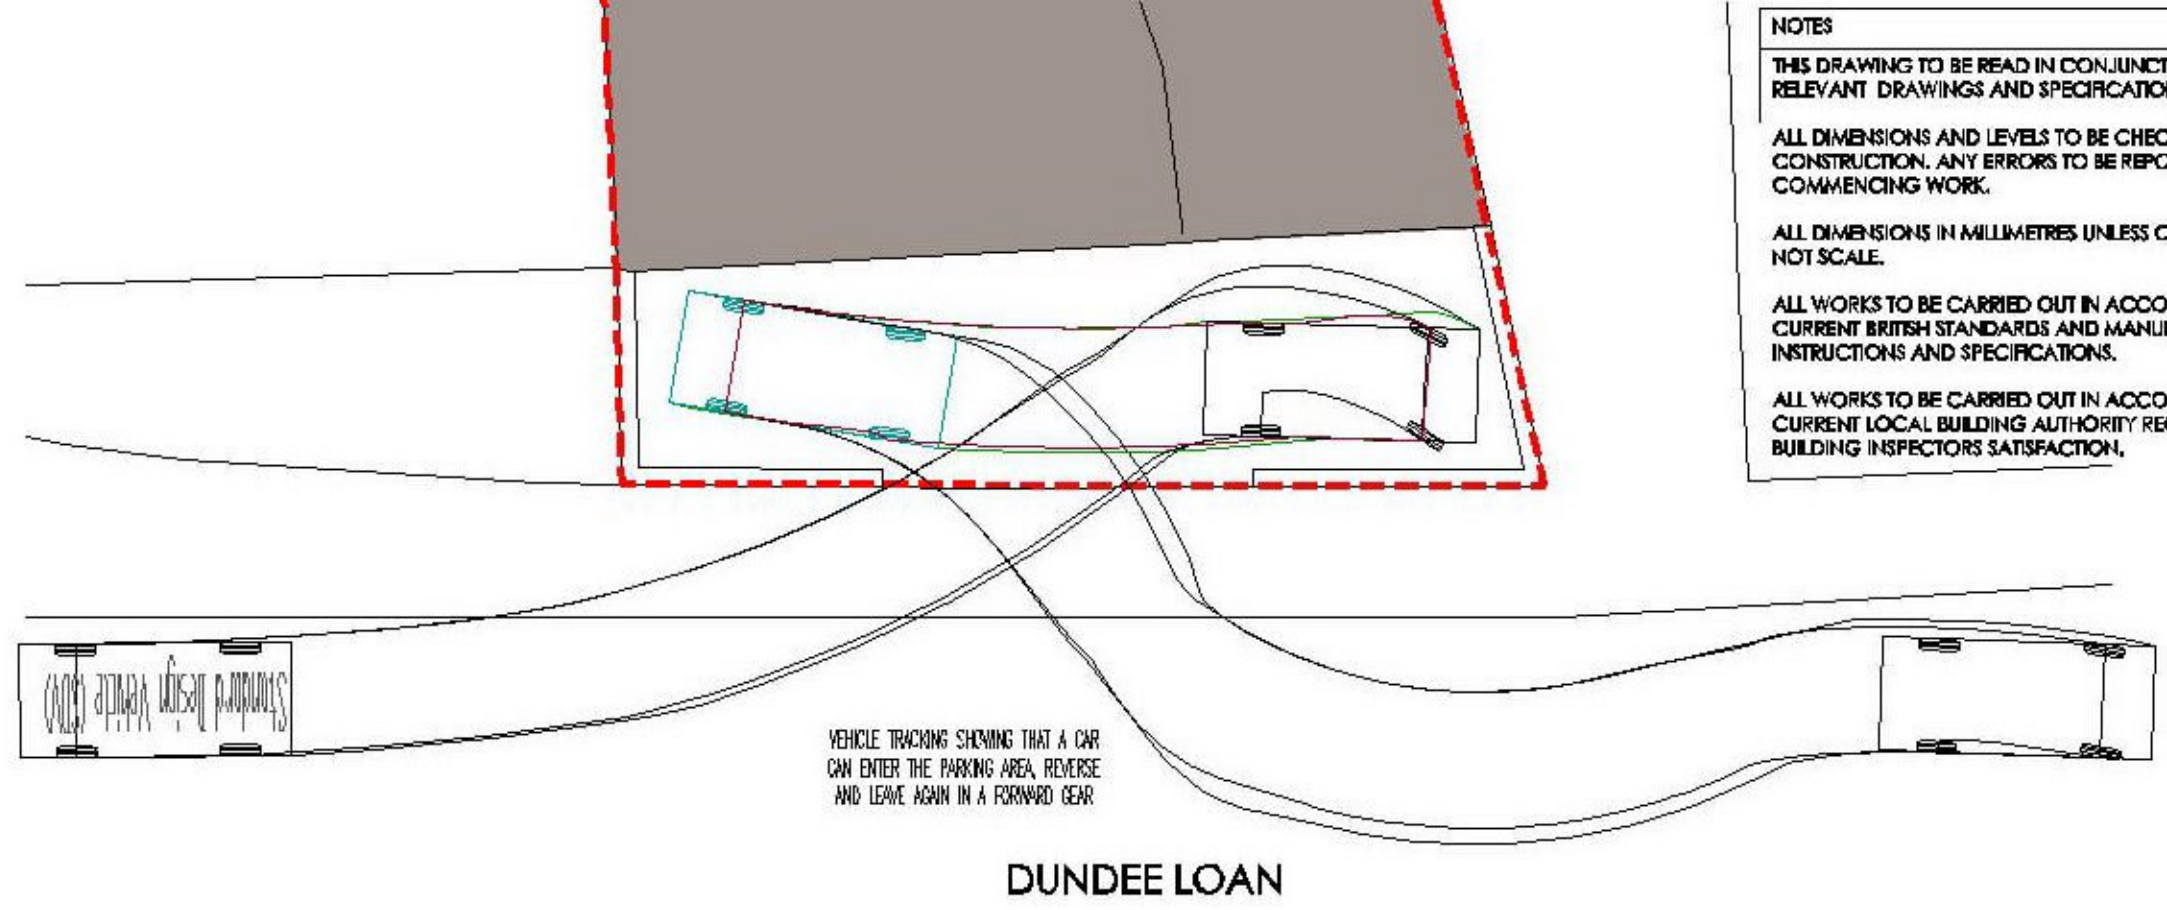 NOTES
THIS DRAWING TO BE READ IN CONJUNCT
RELEVANT DRAWINGS AND SPECIFICATIO
ALL DIMENSIONS AND LEVELS TO BE CHEC
CONSTRUCTION. ANY ERRORS TO BE REPO
COMMENCING WORK.
ALL DIMENSIONS IN MILLIMETRES UNLESS O
NOT SCALE.
ALL WORKS TO BE CARRIED OUT IN ACCO
CURRENT BRITISH STANDARDS AND MANU
INSTRUCTIONS AND SPECIFICATIONS.
ALL WORKS TO BE CARRIED OUT IN ACCO
CURRENT LOCAL BUILDING AUTHORITY RE
BUILDING INSPECTORS SATISFACTION.
Standard Design Vehicle (SDV)
VEHICLE TRACKING SHOWING THAT A CAR
CAN ENTER THE PARKING AREA, REVERSE
AND LEAVE AGAIN IN A FORWARD GEAR
DUNDEE LOAN